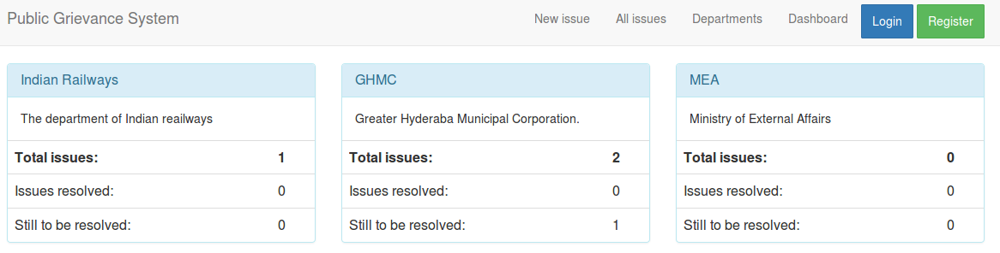 Public Grievance System New issue All issues Departments Dashboard Login Register
Indian Railways
The department of Indian reailways
Total issues: 1
Issues resolved: 0
Still to be resolved: 0
GHMC
Greater Hyderaba Municipal Corporation.
Total issues: 2
Issues resolved: 0
Still to be resolved: 1
MEA
Ministry of External Affairs
Total issues: 0
Issues resolved: 0
Still to be resolved: 0